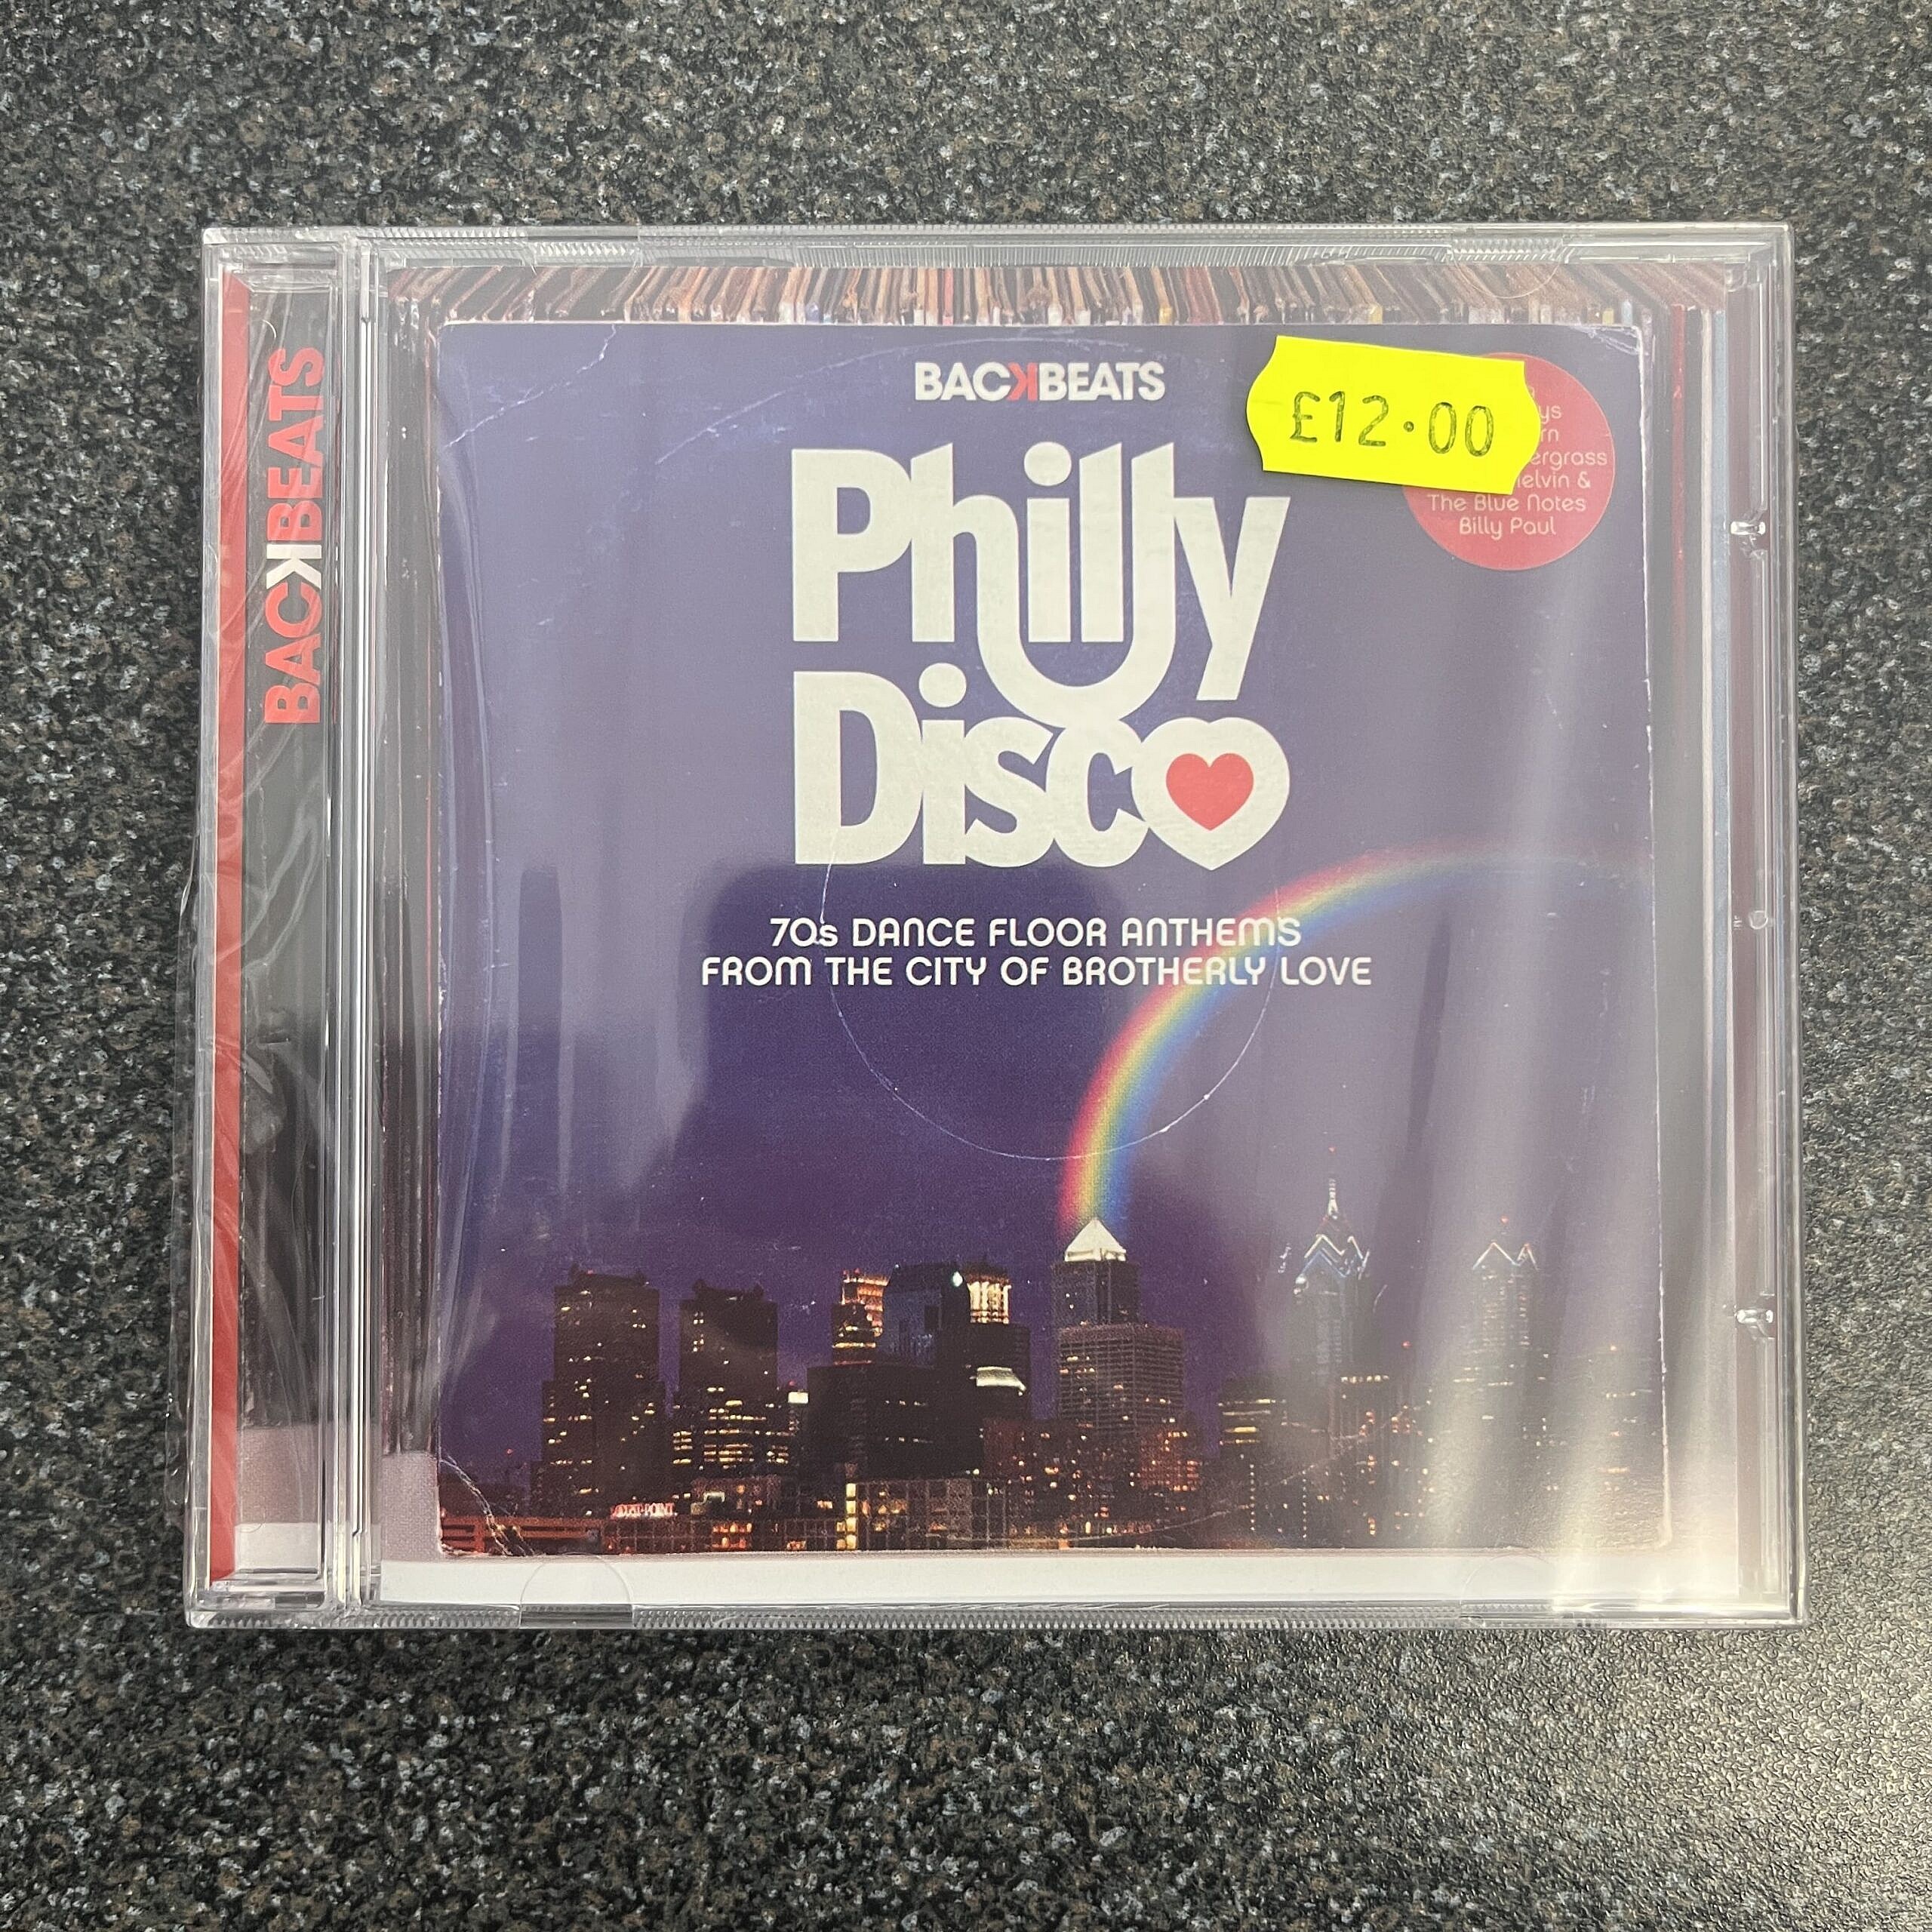 BACKBEATS
BACKBEATS
£12.00
The Blue Notes
Billy Paul
Philly
Disco
70s DANCE FLOOR ANTHEMS
FROM THE CITY OF BROTHERLY LOVE